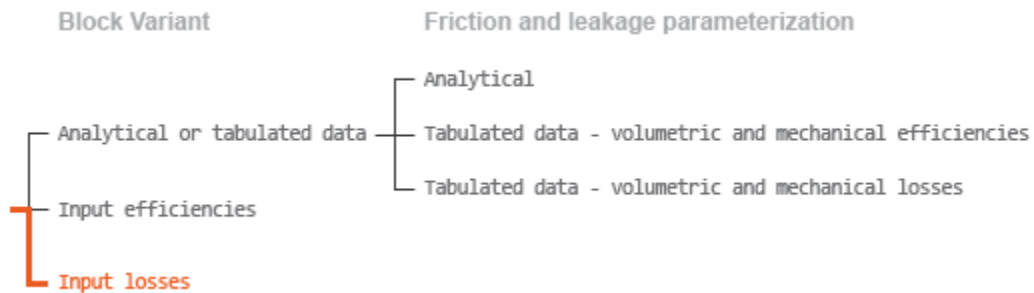 Block Variant
Friction and leakage parameterization
Analytical
Analytical or tabulated data
Tabulated data - volumetric and mechanical efficiencies
Tabulated data - volumetric and mechanical losses
Input efficiencies
Input losses